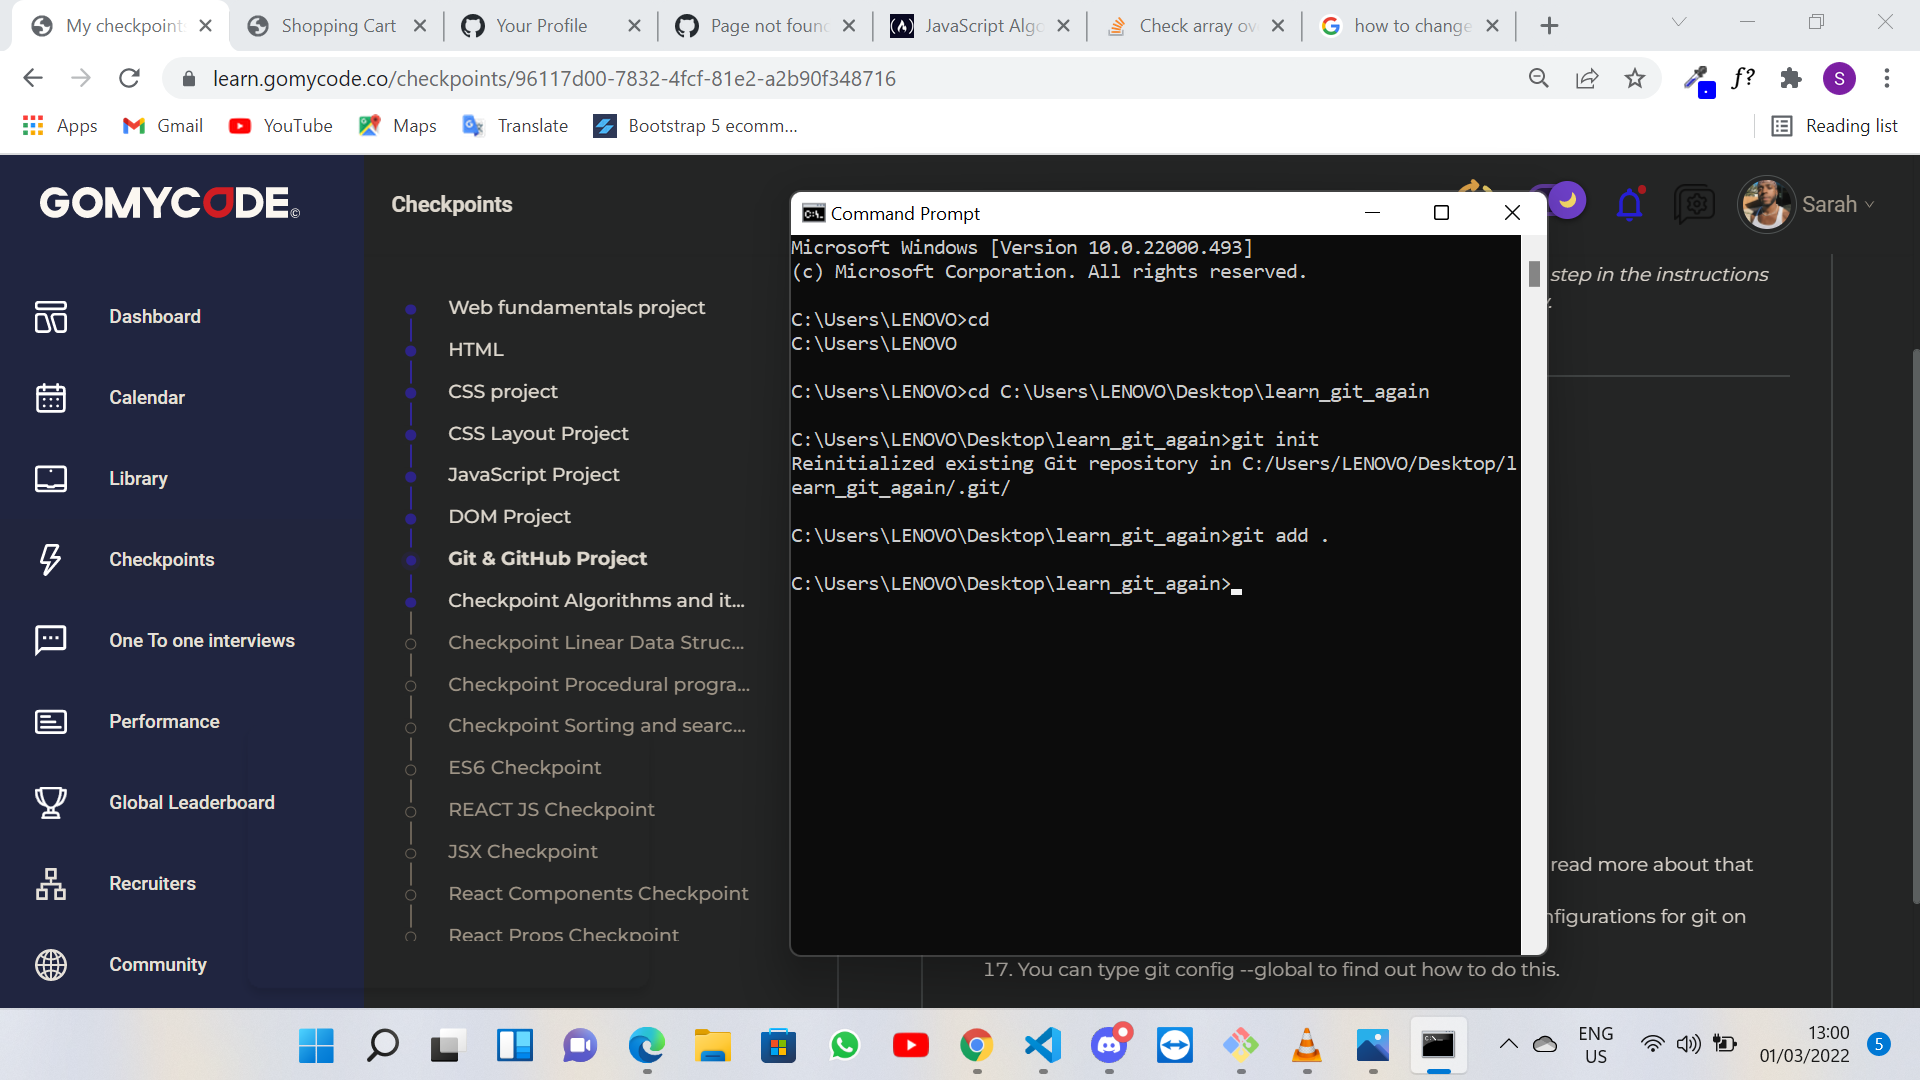 My checkpoint
Shopping Cart
Your Profile
Page not foun
JavaScript Algo
Check array ov
how to change
learn.gomycode.co/checkpoints/96117d00-7832-4fcf-81e2-a2b90f348716
f?
S
Apps
Gmail
YouTube
Maps
Translate
Bootstrap 5 ecomm...
Reading list
GOMYCODE©
Checkpoints
Sarah
Dashboard
Calendar
Library
Checkpoints
One To one interviews
Performance
Global Leaderboard
Recruiters
Community
Web fundamentals project
HTML
CSS project
CSS Layout Project
JavaScript Project
DOM Project
Git & GitHub Project
Checkpoint Algorithms and it...
Checkpoint Linear Data Struc...
Checkpoint Procedural progra...
Checkpoint Sorting and searc...
ES6 Checkpoint
REACT JS Checkpoint
JSX Checkpoint
React Components Checkpoint
React Props Checkpoint
Command Prompt
Microsoft Windows [Version 10.0.22000.493]
(c) Microsoft Corporation. All rights reserved.
C:\Users\LENOVO>cd
C:\Users\LENOVO
C:\Users\LENOVO>cd C:\Users\LENOVO\Desktop\learn_git_again
C:\Users\LENOVO\Desktop\learn_git_again>git init
Reinitialized existing Git repository in C:/Users/LENOVO/Desktop/l
earn_git_again/.git/
C:\Users\LENOVO\Desktop\learn_git_again>git add .
C:\Users\LENOVO\Desktop\learn_git_again>
step in the instructions
read more about that
nfigurations for git on
17. You can type git config --global to find out how to do this.
ENG
US
13:00
01/03/2022
5